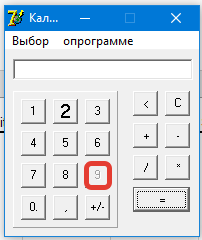 Кал...
Выбор опрограмме
1 2 3 < C
4 5 6 + -
7 8 9 / *
0. , +/- =